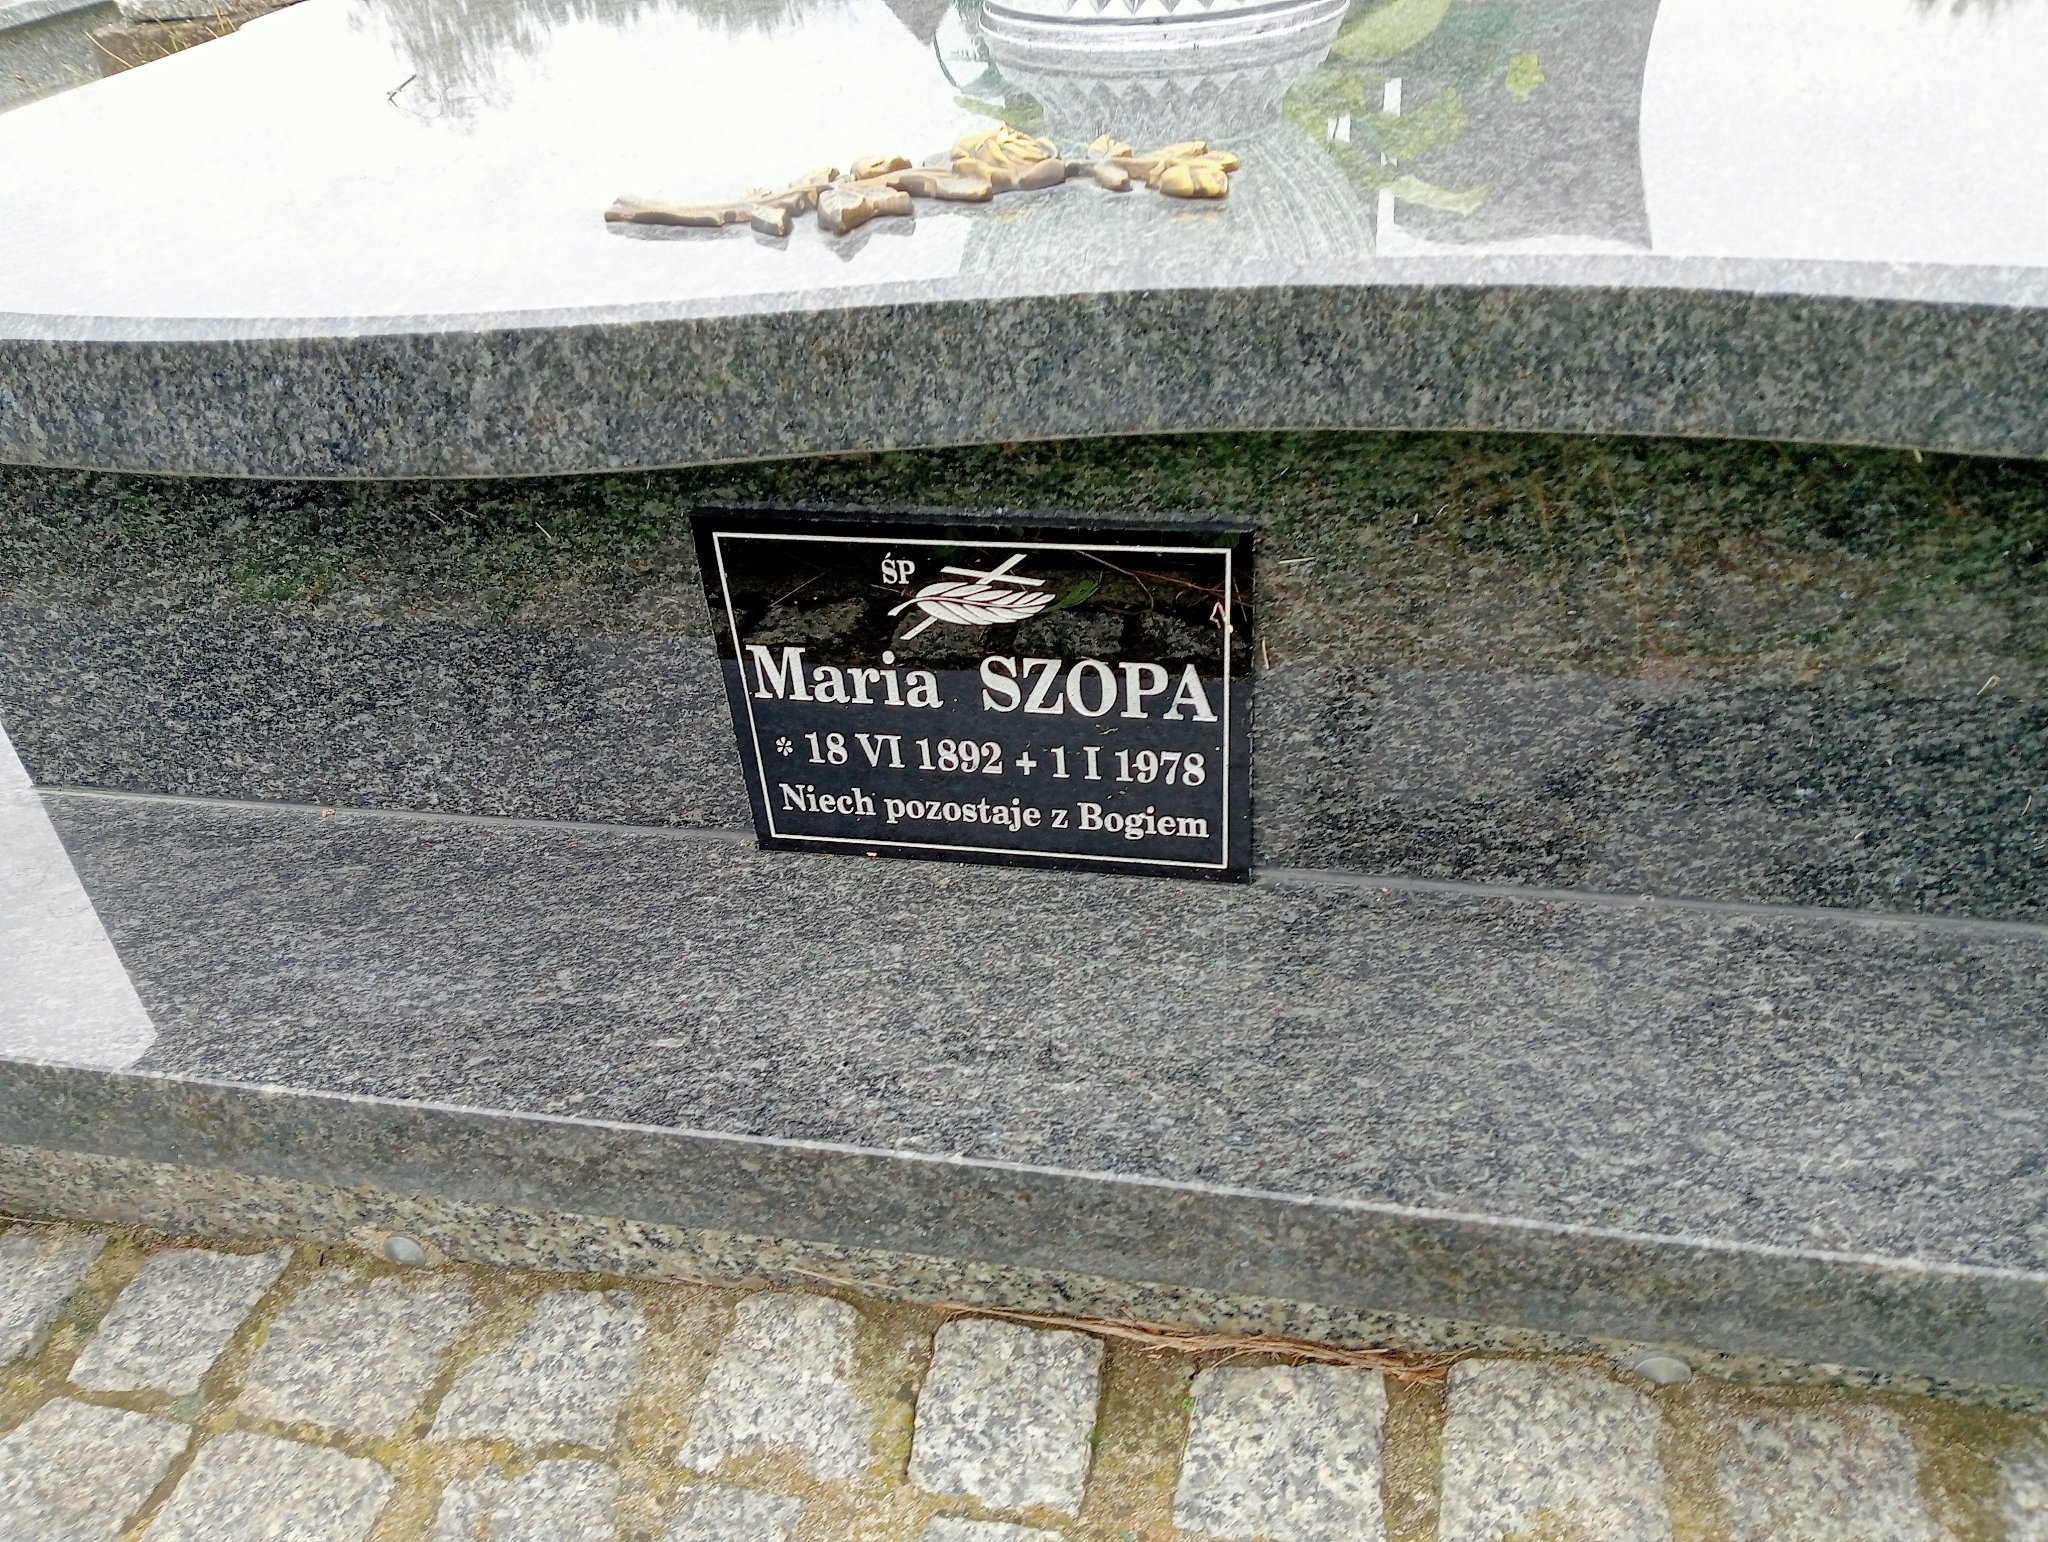 ŚP
Maria SZOPA
* 18 VI 1892 + 1 I 1978
Niech pozostaje z Bogiem